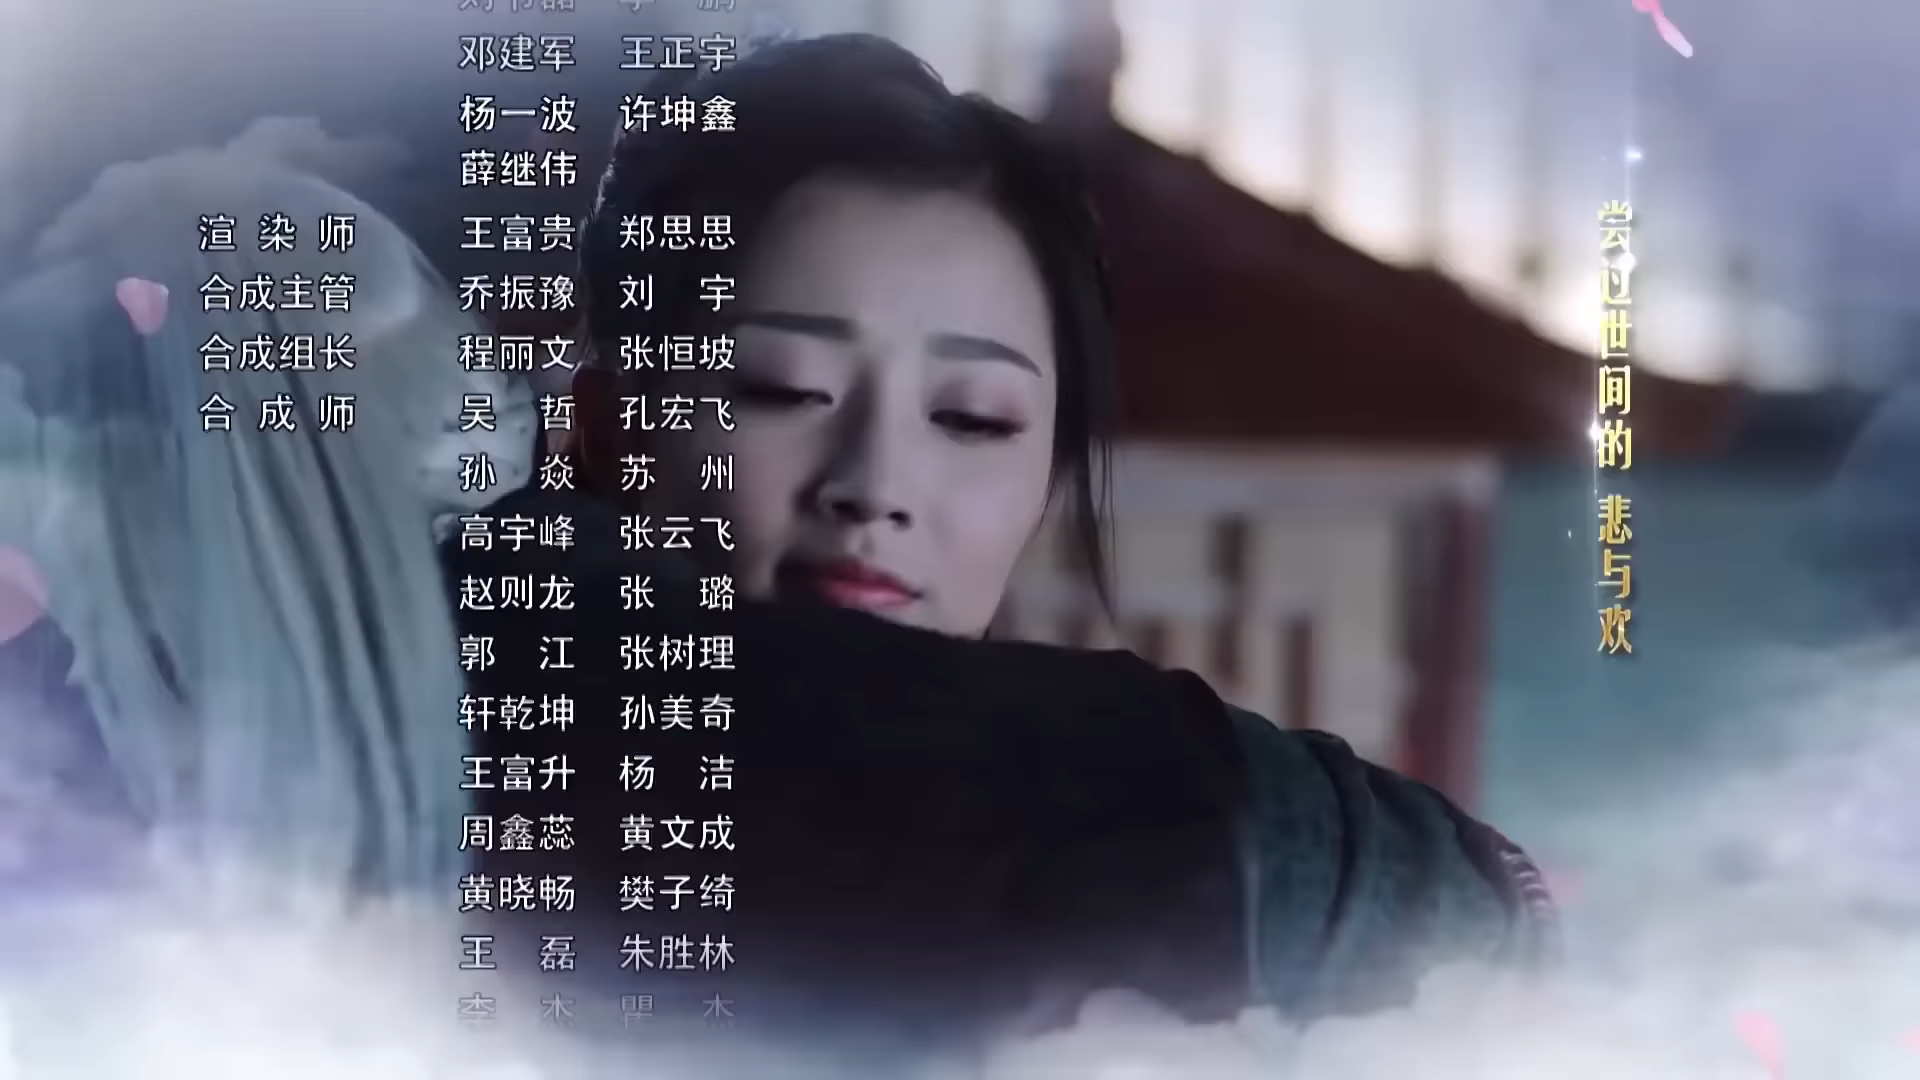 邓建军 王正宇
杨一波 许坤鑫
薛继伟
渲染师 王富贵 郑思思
合成主管 乔振豫 刘宇
合成组长 程丽文 张恒坡
合成师 吴哲 孔宏飞
孙焱 苏州
高宇峰 张云飞
赵则龙 张璐
郭江 张树理
轩乾坤 孙美奇
王富升 杨洁
周鑫蕊 黄文成
黄晓畅 樊子绮
王磊 朱胜林
尝过世间的 悲与欢